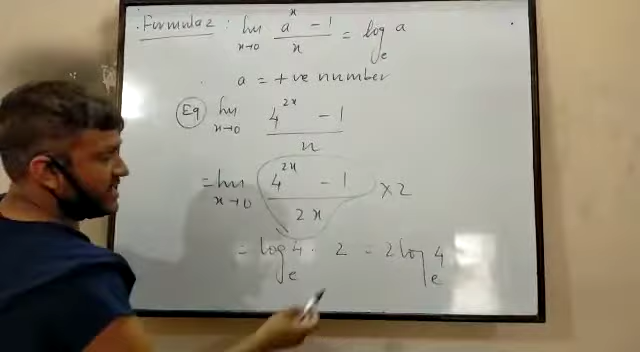 Formula 2 : lim x→0 (a^x - 1)/x = log_e a
a = +ve number
Eg lim x→0 (4^2x - 1)/x
= lim x→0 (4^2x - 1)/2x × 2
= log_e 4 · 2 = 2 log_e 4